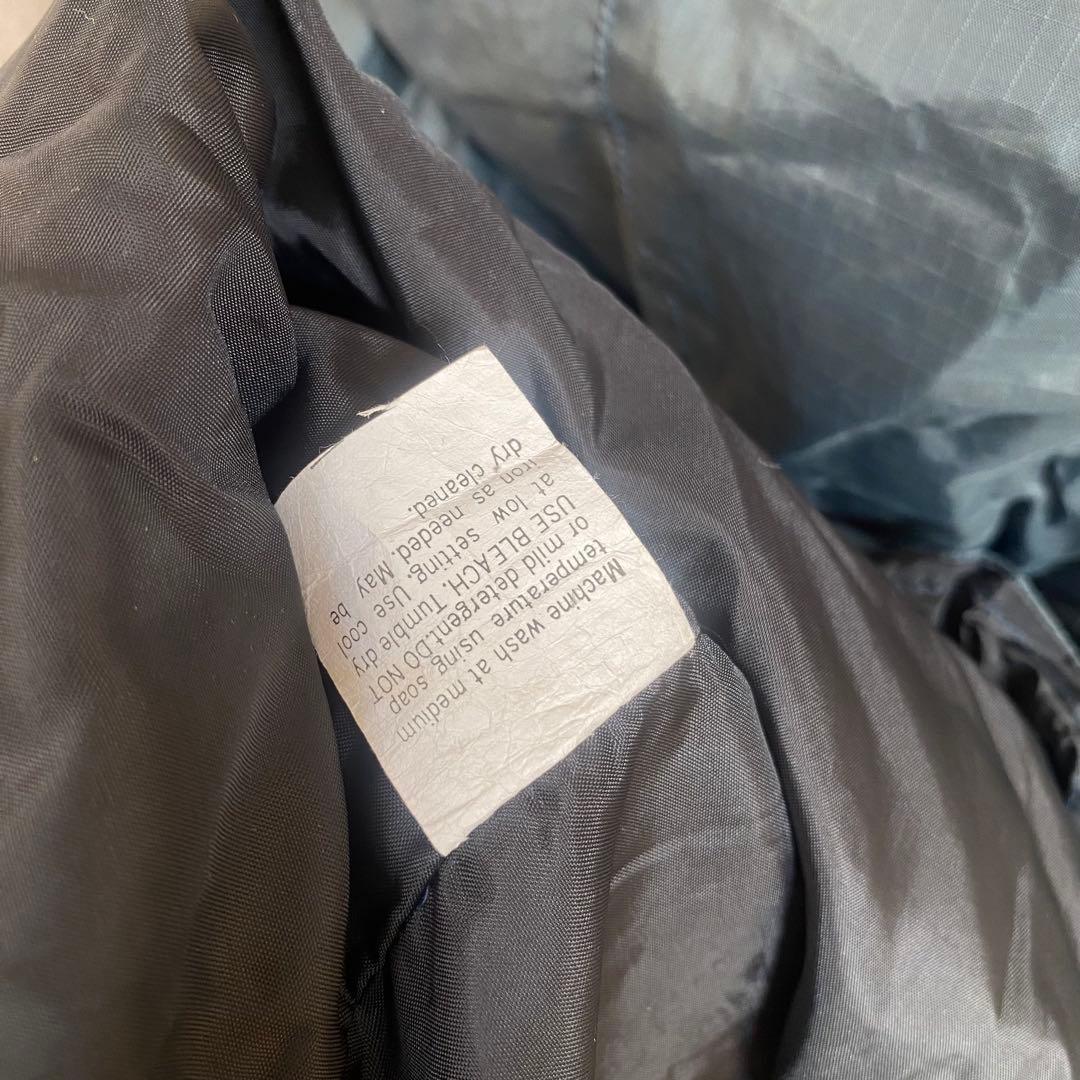 Machine wash at medium
temperature using soap
or mild detergent.DO NOT
USE BLEACH. Tumble dry
at low setting. Use cool
iron as needed. May be
dry cleaned.